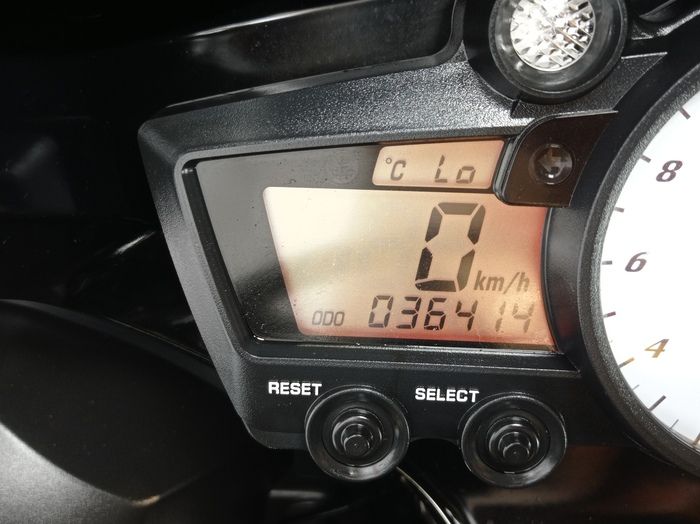 °C Lo
8
0 km/h
6
ODO 036414
4
RESET SELECT